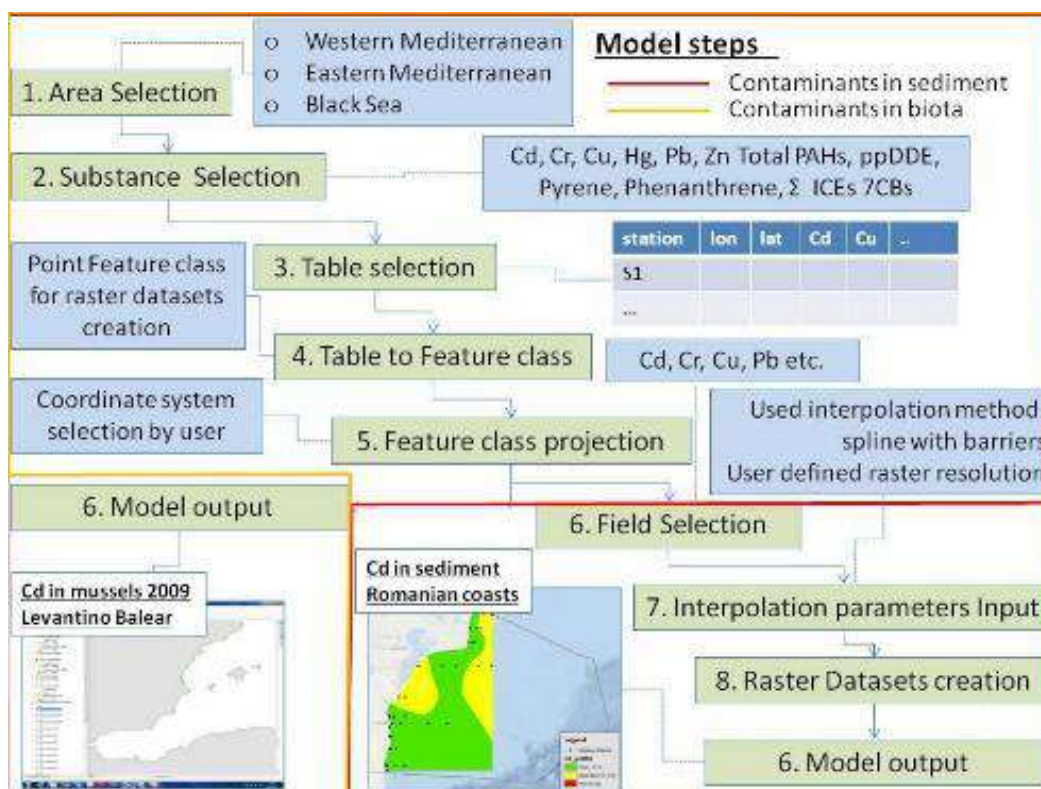 o Western Mediterranean
o Eastern Mediterranean
o Black Sea
Model steps
Contaminants in sediment
Contaminants in biota
1. Area Selection
2. Substance Selection
Cd, Cr, Cu, Hg, Pb, Zn Total PAHs, ppDDE,
Pyrene, Phenanthrene, Σ ICEs 7CBs
station lon lat Cd Cu ..
S1
...
3. Table selection
Point Feature class
for raster datasets
creation
4. Table to Feature class
Cd, Cr, Cu, Pb etc.
Coordinate system
selection by user
5. Feature class projection
Used interpolation method
spline with barriers
User defined raster resolution
6. Model output
6. Field Selection
Cd in mussels 2009
Levantino Balear
Cd in sediment
Romanian coasts
7. Interpolation parameters Input
8. Raster Datasets creation
6. Model output